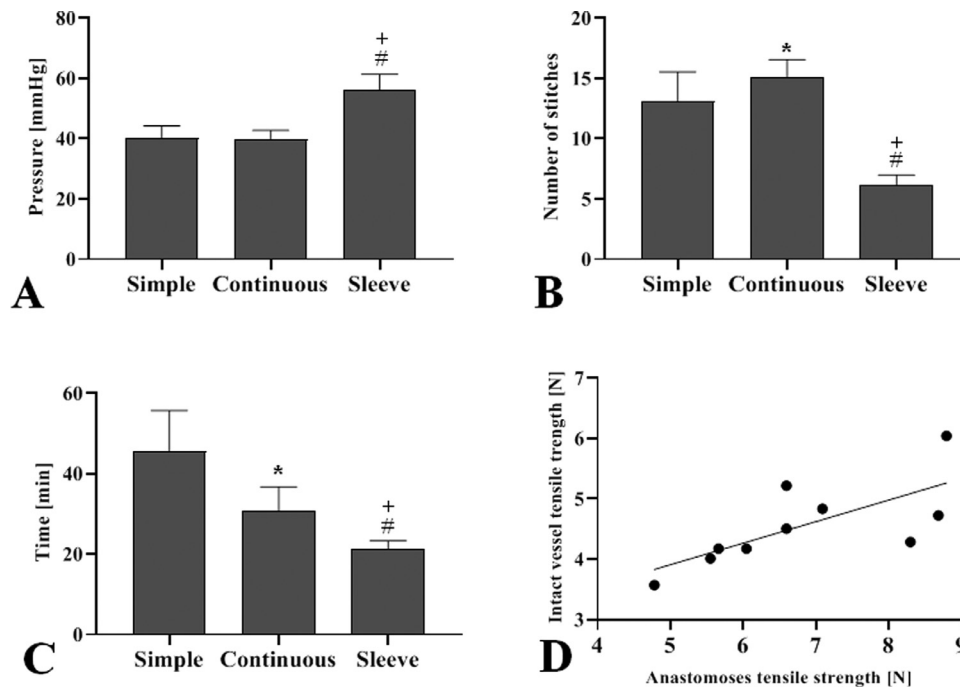 A
Pressure [mmHg]
80
60
40
20
0
+
#
Simple Continuous Sleeve
B
Number of stitches
20
15
10
5
0
*
+
#
Simple Continuous Sleeve
C
Time [min]
60
40
20
0
*
+
#
Simple Continuous Sleeve
D
Intact vessel tensile trength [N]
7
6
5
4
3
4 5 6 7 8 9
Anastomoses tensile strength [N]